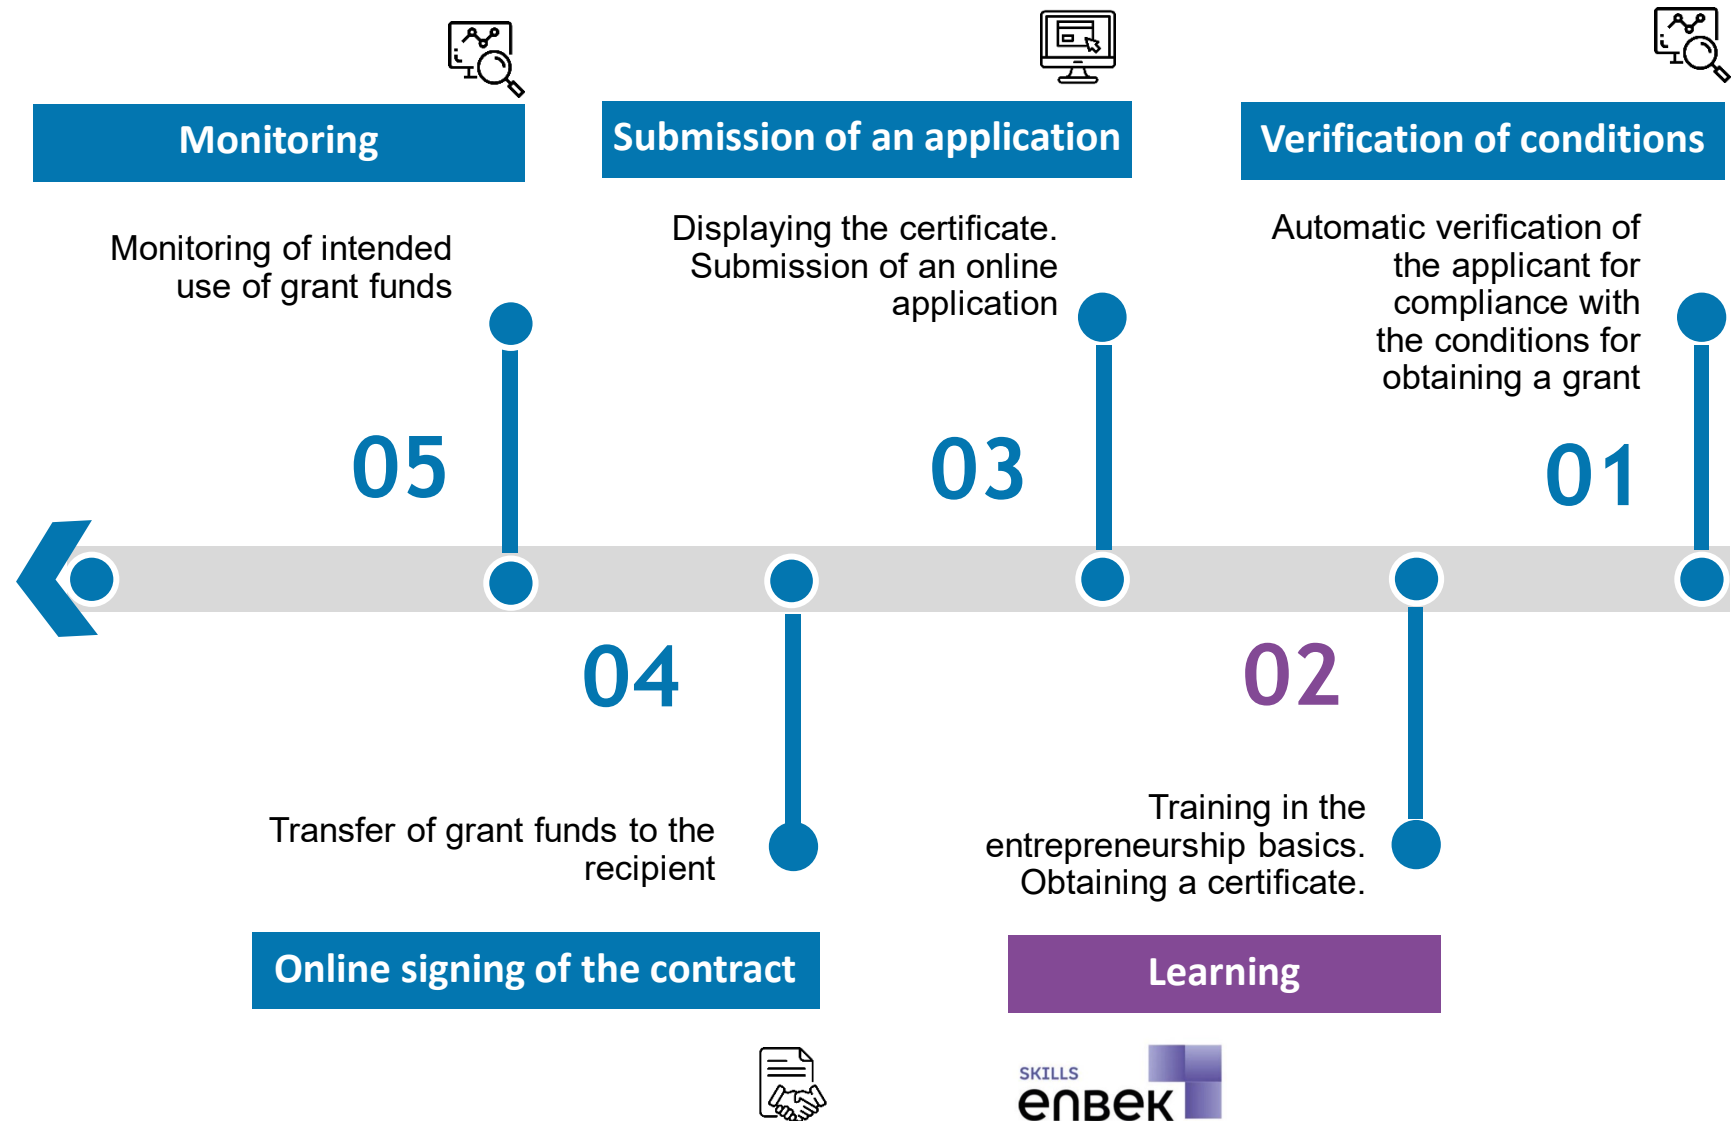 Monitoring
Monitoring of intended
use of grant funds
05
Submission of an application
Displaying the certificate.
Submission of an online
application
03
Verification of conditions
Automatic verification of
the applicant for
compliance with
the conditions for
obtaining a grant
01
04
Transfer of grant funds to the
recipient
Online signing of the contract
02
Training in the
entrepreneurship basics.
Obtaining a certificate.
Learning
SKILLS
enbek